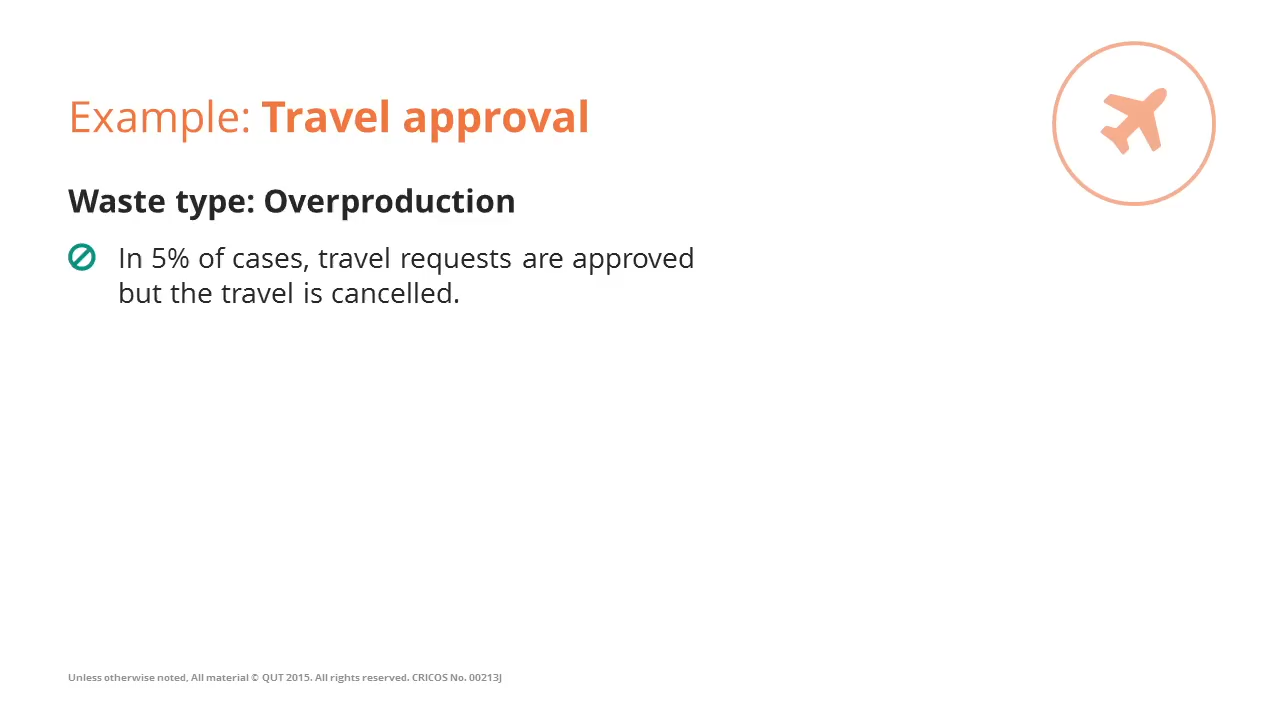 Example: Travel approval
Waste type: Overproduction
In 5% of cases, travel requests are approved
but the travel is cancelled.
Unless otherwise noted, All material © QUT 2015. All rights reserved. CRICOS No. 00213J